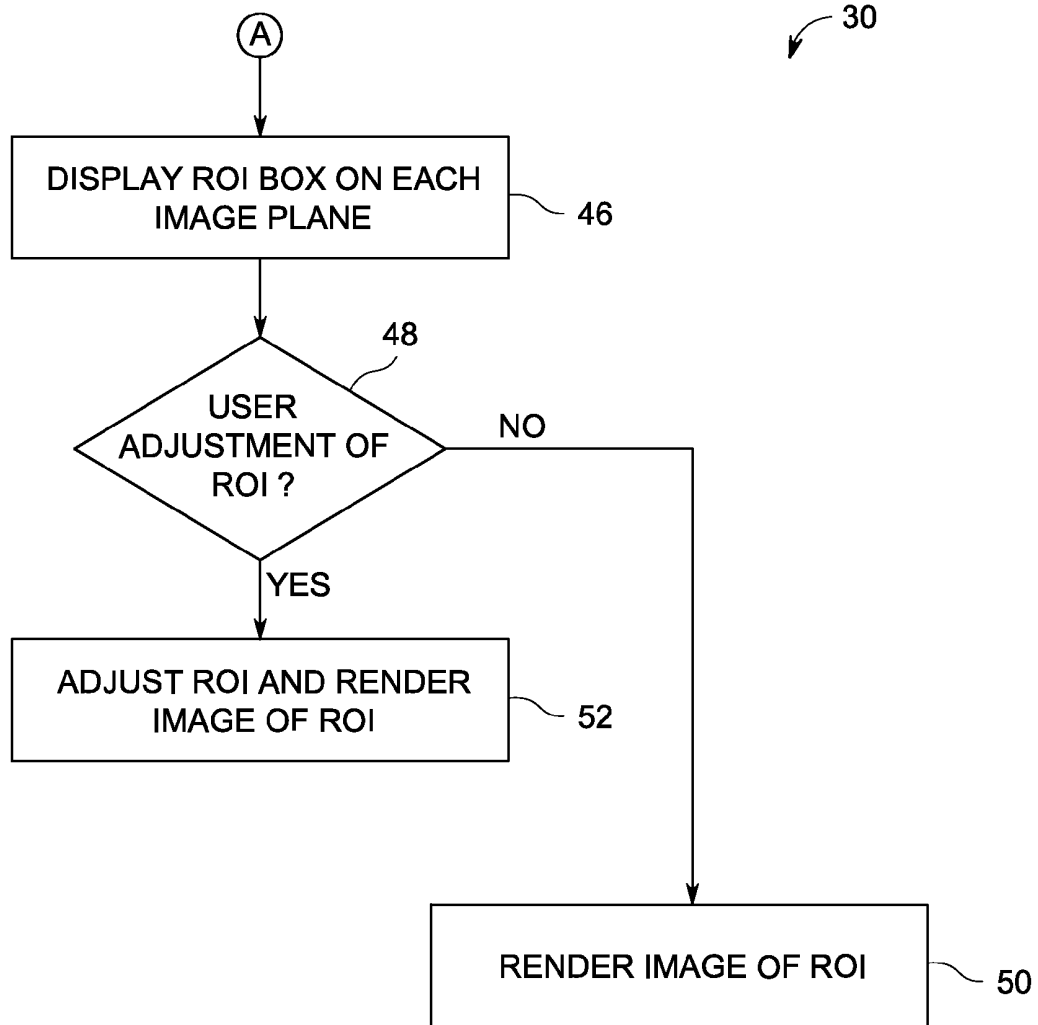 A
30
DISPLAY ROI BOX ON EACH
IMAGE PLANE
46
48
USER
ADJUSTMENT OF
ROI ?
NO
YES
ADJUST ROI AND RENDER
IMAGE OF ROI
52
RENDER IMAGE OF ROI
50